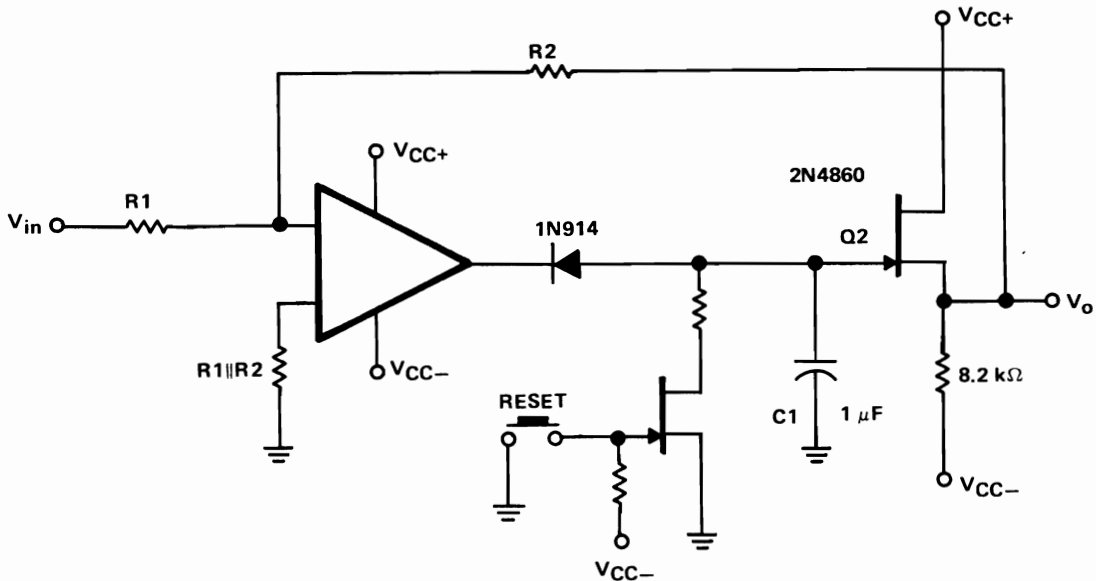 VCC+
R2
VCC+
2N4860
Vin
R1
1N914
Q2
Vo
R1||R2
VCC−
RESET
C1
1 μF
8.2 kΩ
VCC−
VCC−